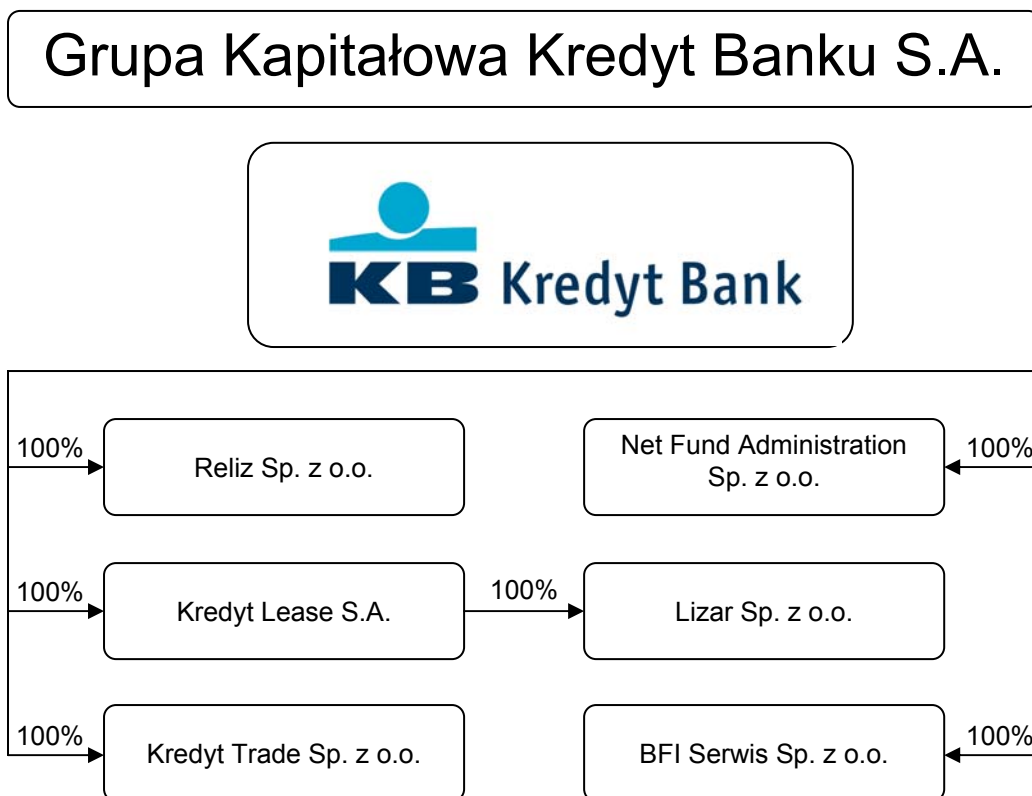 Grupa Kapitałowa Kredyt Banku S.A.
KB Kredyt Bank
100%
Reliz Sp. z o.o.
Net Fund Administration
Sp. z o.o.
100%
100%
Kredyt Lease S.A.
100%
Lizar Sp. z o.o.
100%
Kredyt Trade Sp. z o.o.
BFI Serwis Sp. z o.o.
100%